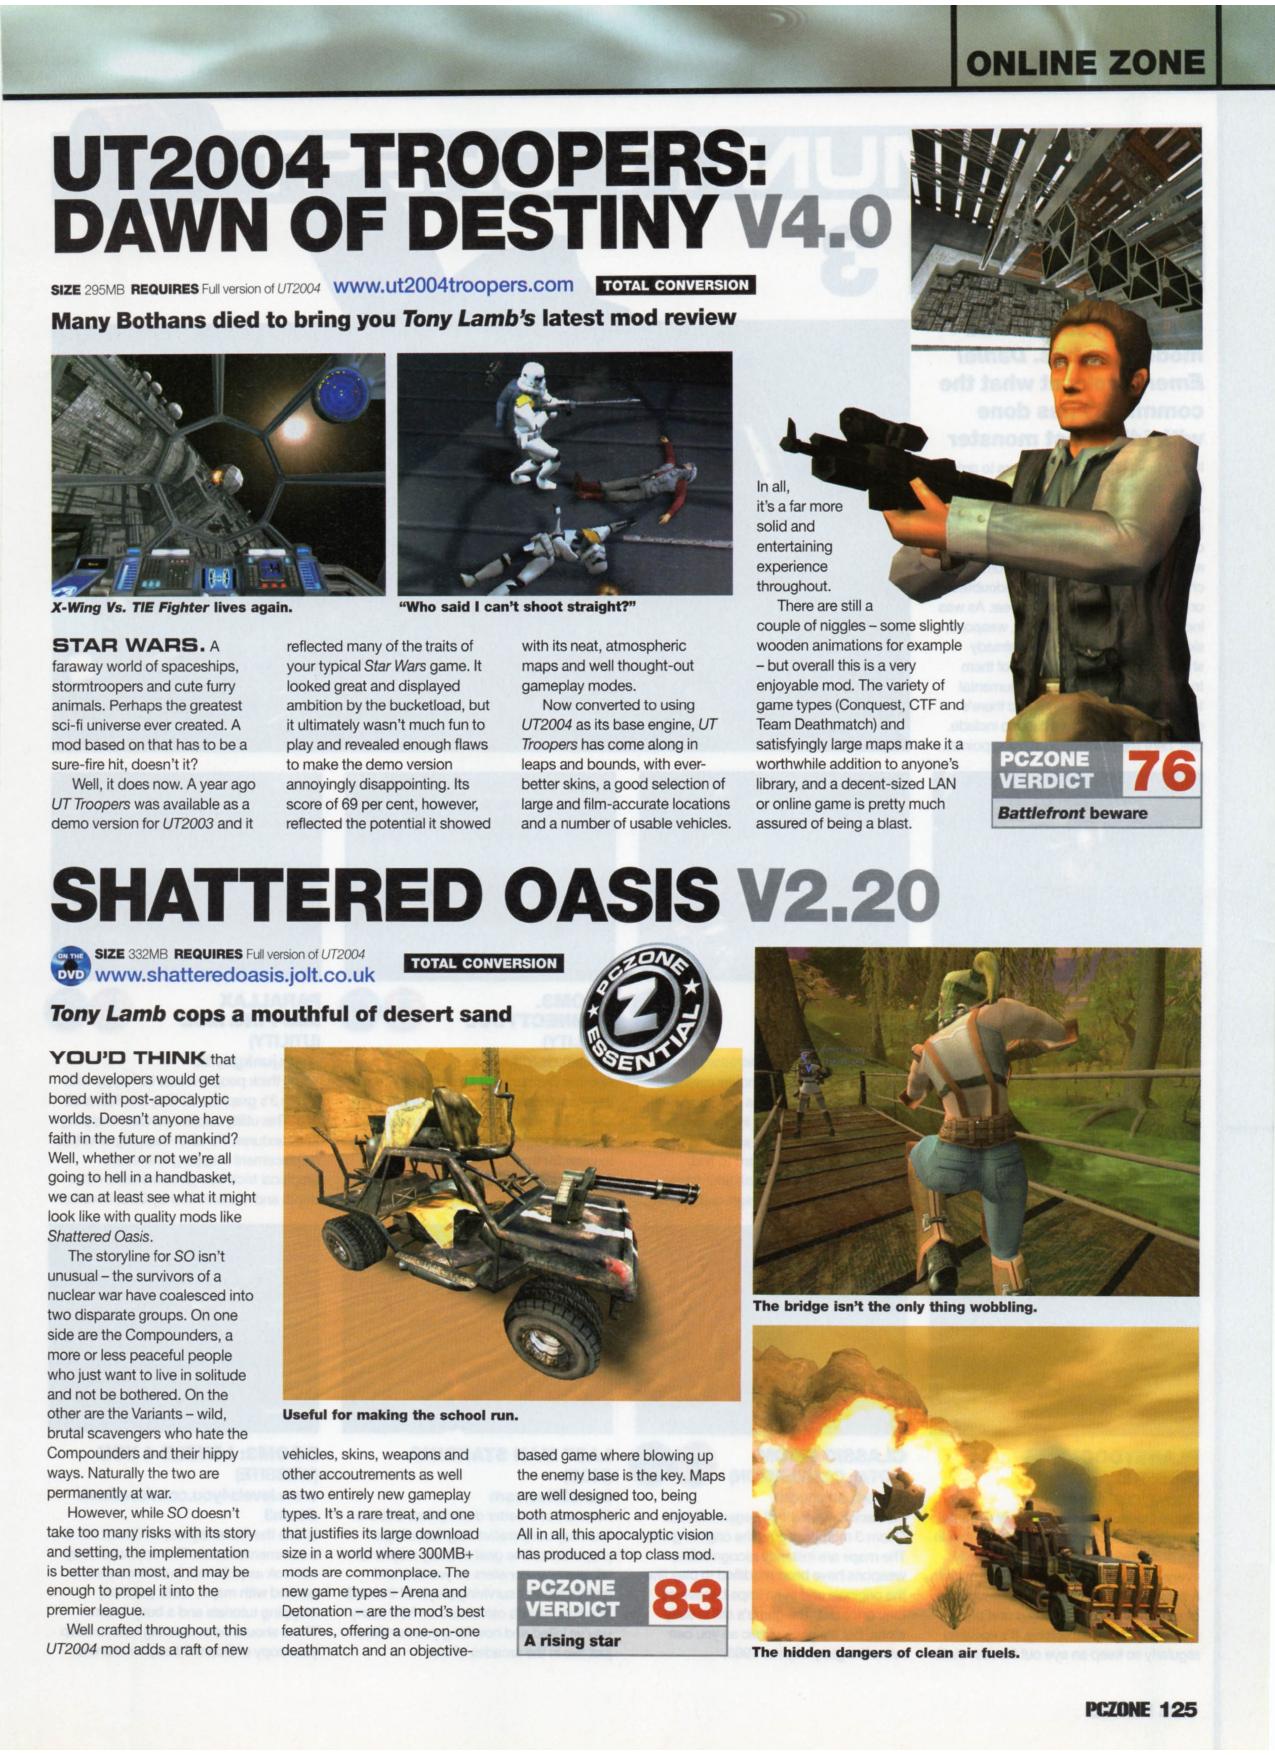 ONLINE ZONE
UT2004 TROOPERS:
DAWN OF DESTINY V4.0
SIZE 295MB REQUIRES Full version of UT2004 www.ut2004troopers.com TOTAL CONVERSION
Many Bothans died to bring you Tony Lamb's latest mod review
X-Wing Vs. TIE Fighter lives again.
"Who said I can't shoot straight?"
STAR WARS. A
faraway world of spaceships,
stormtroopers and cute furry
animals. Perhaps the greatest
sci-fi universe ever created. A
mod based on that has to be a
sure-fire hit, doesn't it?
Well, it does now. A year ago
UT Troopers was available as a
demo version for UT2003 and it
reflected many of the traits of
your typical Star Wars game. It
looked great and displayed
ambition by the bucketload, but
it ultimately wasn't much fun to
play and revealed enough flaws
to make the demo version
annoyingly disappointing. Its
score of 69 per cent, however,
reflected the potential it showed
with its neat, atmospheric
maps and well thought-out
gameplay modes.
Now converted to using
UT2004 as its base engine, UT
Troopers has come along in
leaps and bounds, with ever-
better skins, a good selection of
large and film-accurate locations
and a number of usable vehicles.
In all,
it's a far more
solid and
entertaining
experience
throughout.
There are still a
couple of niggles – some slightly
wooden animations for example
– but overall this is a very
enjoyable mod. The variety of
game types (Conquest, CTF and
Team Deathmatch) and
satisfyingly large maps make it a
worthwhile addition to anyone's
library, and a decent-sized LAN
or online game is pretty much
assured of being a blast.
PCZONE
VERDICT
76
Battlefront beware
SHATTERED OASIS V2.20
ON THE
DVD
SIZE 332MB REQUIRES Full version of UT2004
www.shatteredoasis.jolt.co.uk
TOTAL CONVERSION
PCZONE
Z
ESSENTIAL
Tony Lamb cops a mouthful of desert sand
YOU'D THINK that
mod developers would get
bored with post-apocalyptic
worlds. Doesn't anyone have
faith in the future of mankind?
Well, whether or not we're all
going to hell in a handbasket,
we can at least see what it might
look like with quality mods like
Shattered Oasis.
The storyline for SO isn't
unusual – the survivors of a
nuclear war have coalesced into
two disparate groups. On one
side are the Compounders, a
more or less peaceful people
who just want to live in solitude
and not be bothered. On the
other are the Variants – wild,
brutal scavengers who hate the
Compounders and their hippy
ways. Naturally the two are
permanently at war.
However, while SO doesn't
take too many risks with its story
and setting, the implementation
is better than most, and may be
enough to propel it into the
premier league.
Well crafted throughout, this
UT2004 mod adds a raft of new
Useful for making the school run.
vehicles, skins, weapons and
other accoutrements as well
as two entirely new gameplay
types. It's a rare treat, and one
that justifies its large download
size in a world where 300MB+
mods are commonplace. The
new game types – Arena and
Detonation – are the mod's best
features, offering a one-on-one
deathmatch and an objective-
based game where blowing up
the enemy base is the key. Maps
are well designed too, being
both atmospheric and enjoyable.
All in all, this apocalyptic vision
has produced a top class mod.
PCZONE
VERDICT
83
A rising star
The bridge isn't the only thing wobbling.
The hidden dangers of clean air fuels.
PCZONE 125